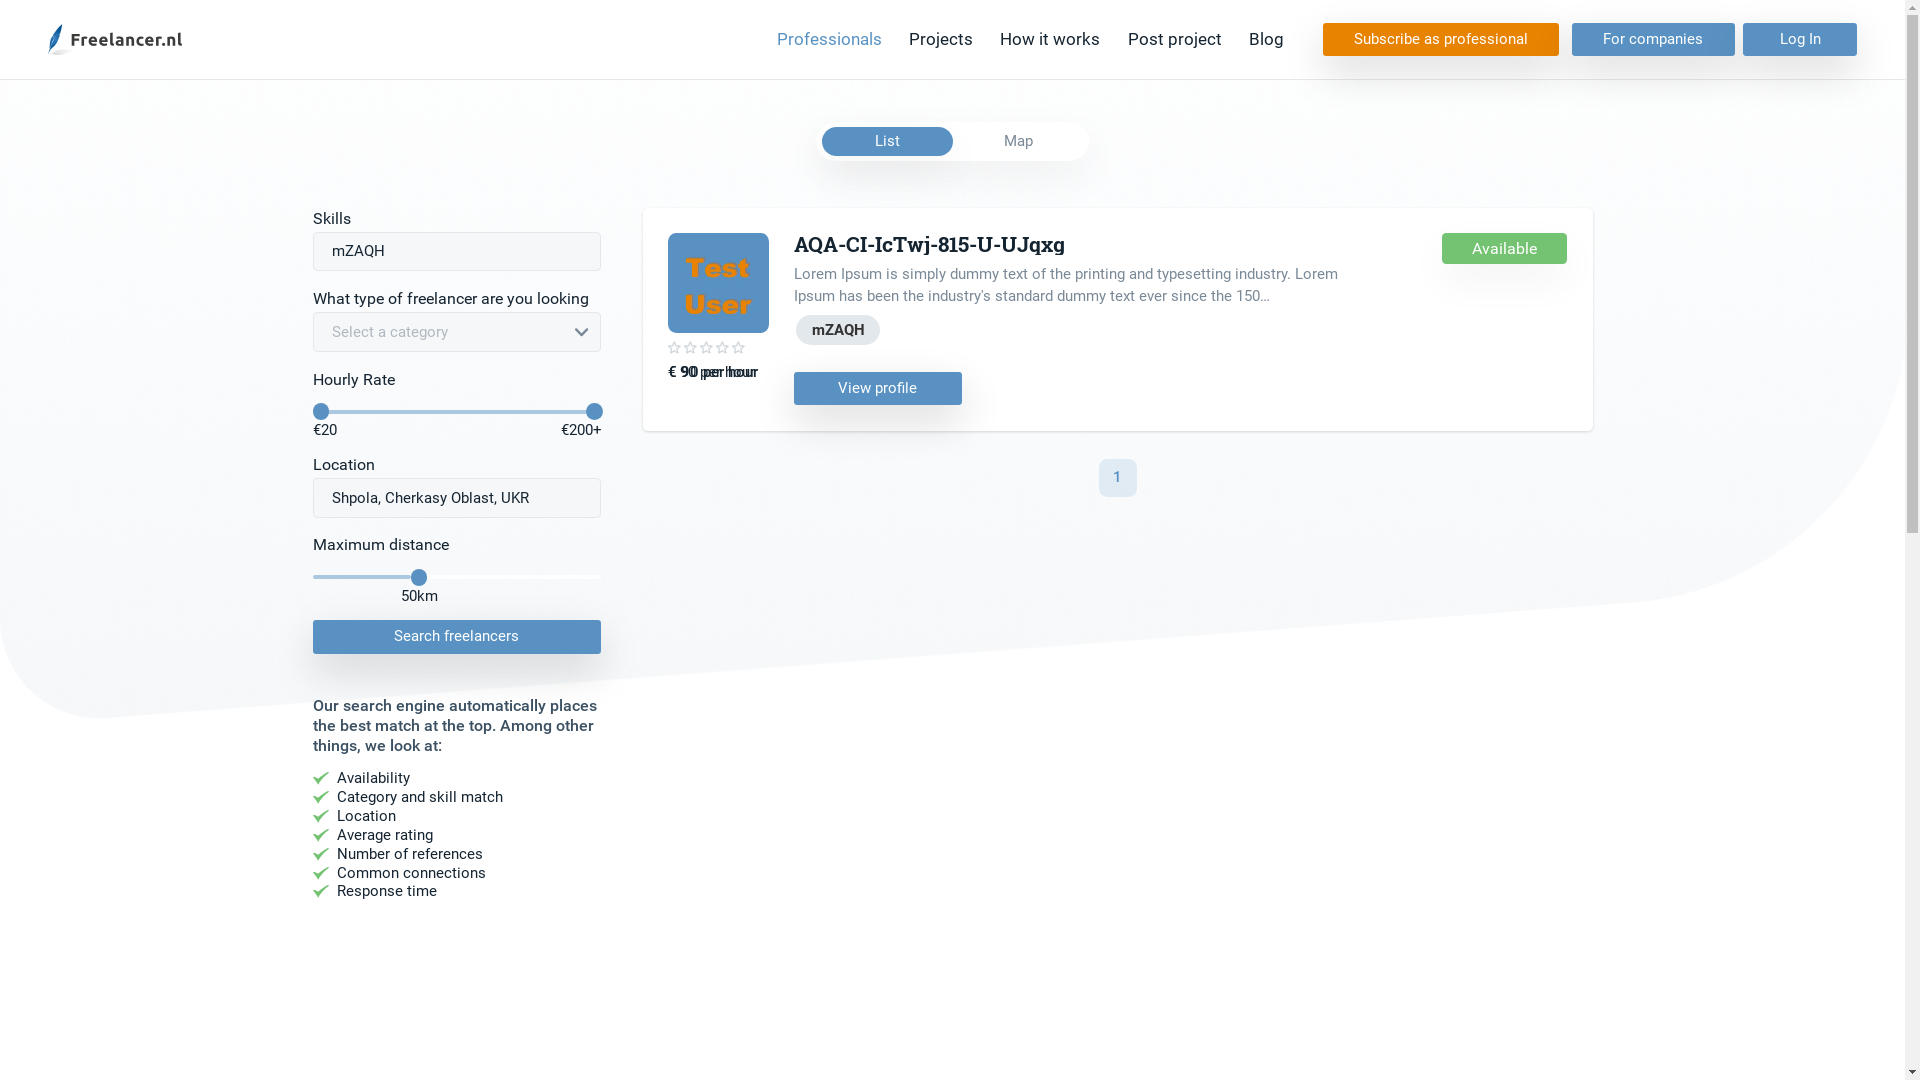 Freelancer.nl
Professionals
Projects
How it works
Post project
Blog
Subscribe as professional
For companies
Log In
List
Map
Skills
mZAQH
What type of freelancer are you looking
Select a category
Hourly Rate
€20
€200+
Location
Shpola, Cherkasy Oblast, UKR
Maximum distance
50km
Search freelancers
Our search engine automatically places
the best match at the top. Among other
things, we look at:
Availability
Category and skill match
Location
Average rating
Number of references
Common connections
Response time
Test
User
€ 90 per hour
AQA-CI-IcTwj-815-U-UJqxg
Lorem Ipsum is simply dummy text of the printing and typesetting industry. Lorem
Ipsum has been the industry's standard dummy text ever since the 150...
mZAQH
View profile
Available
1